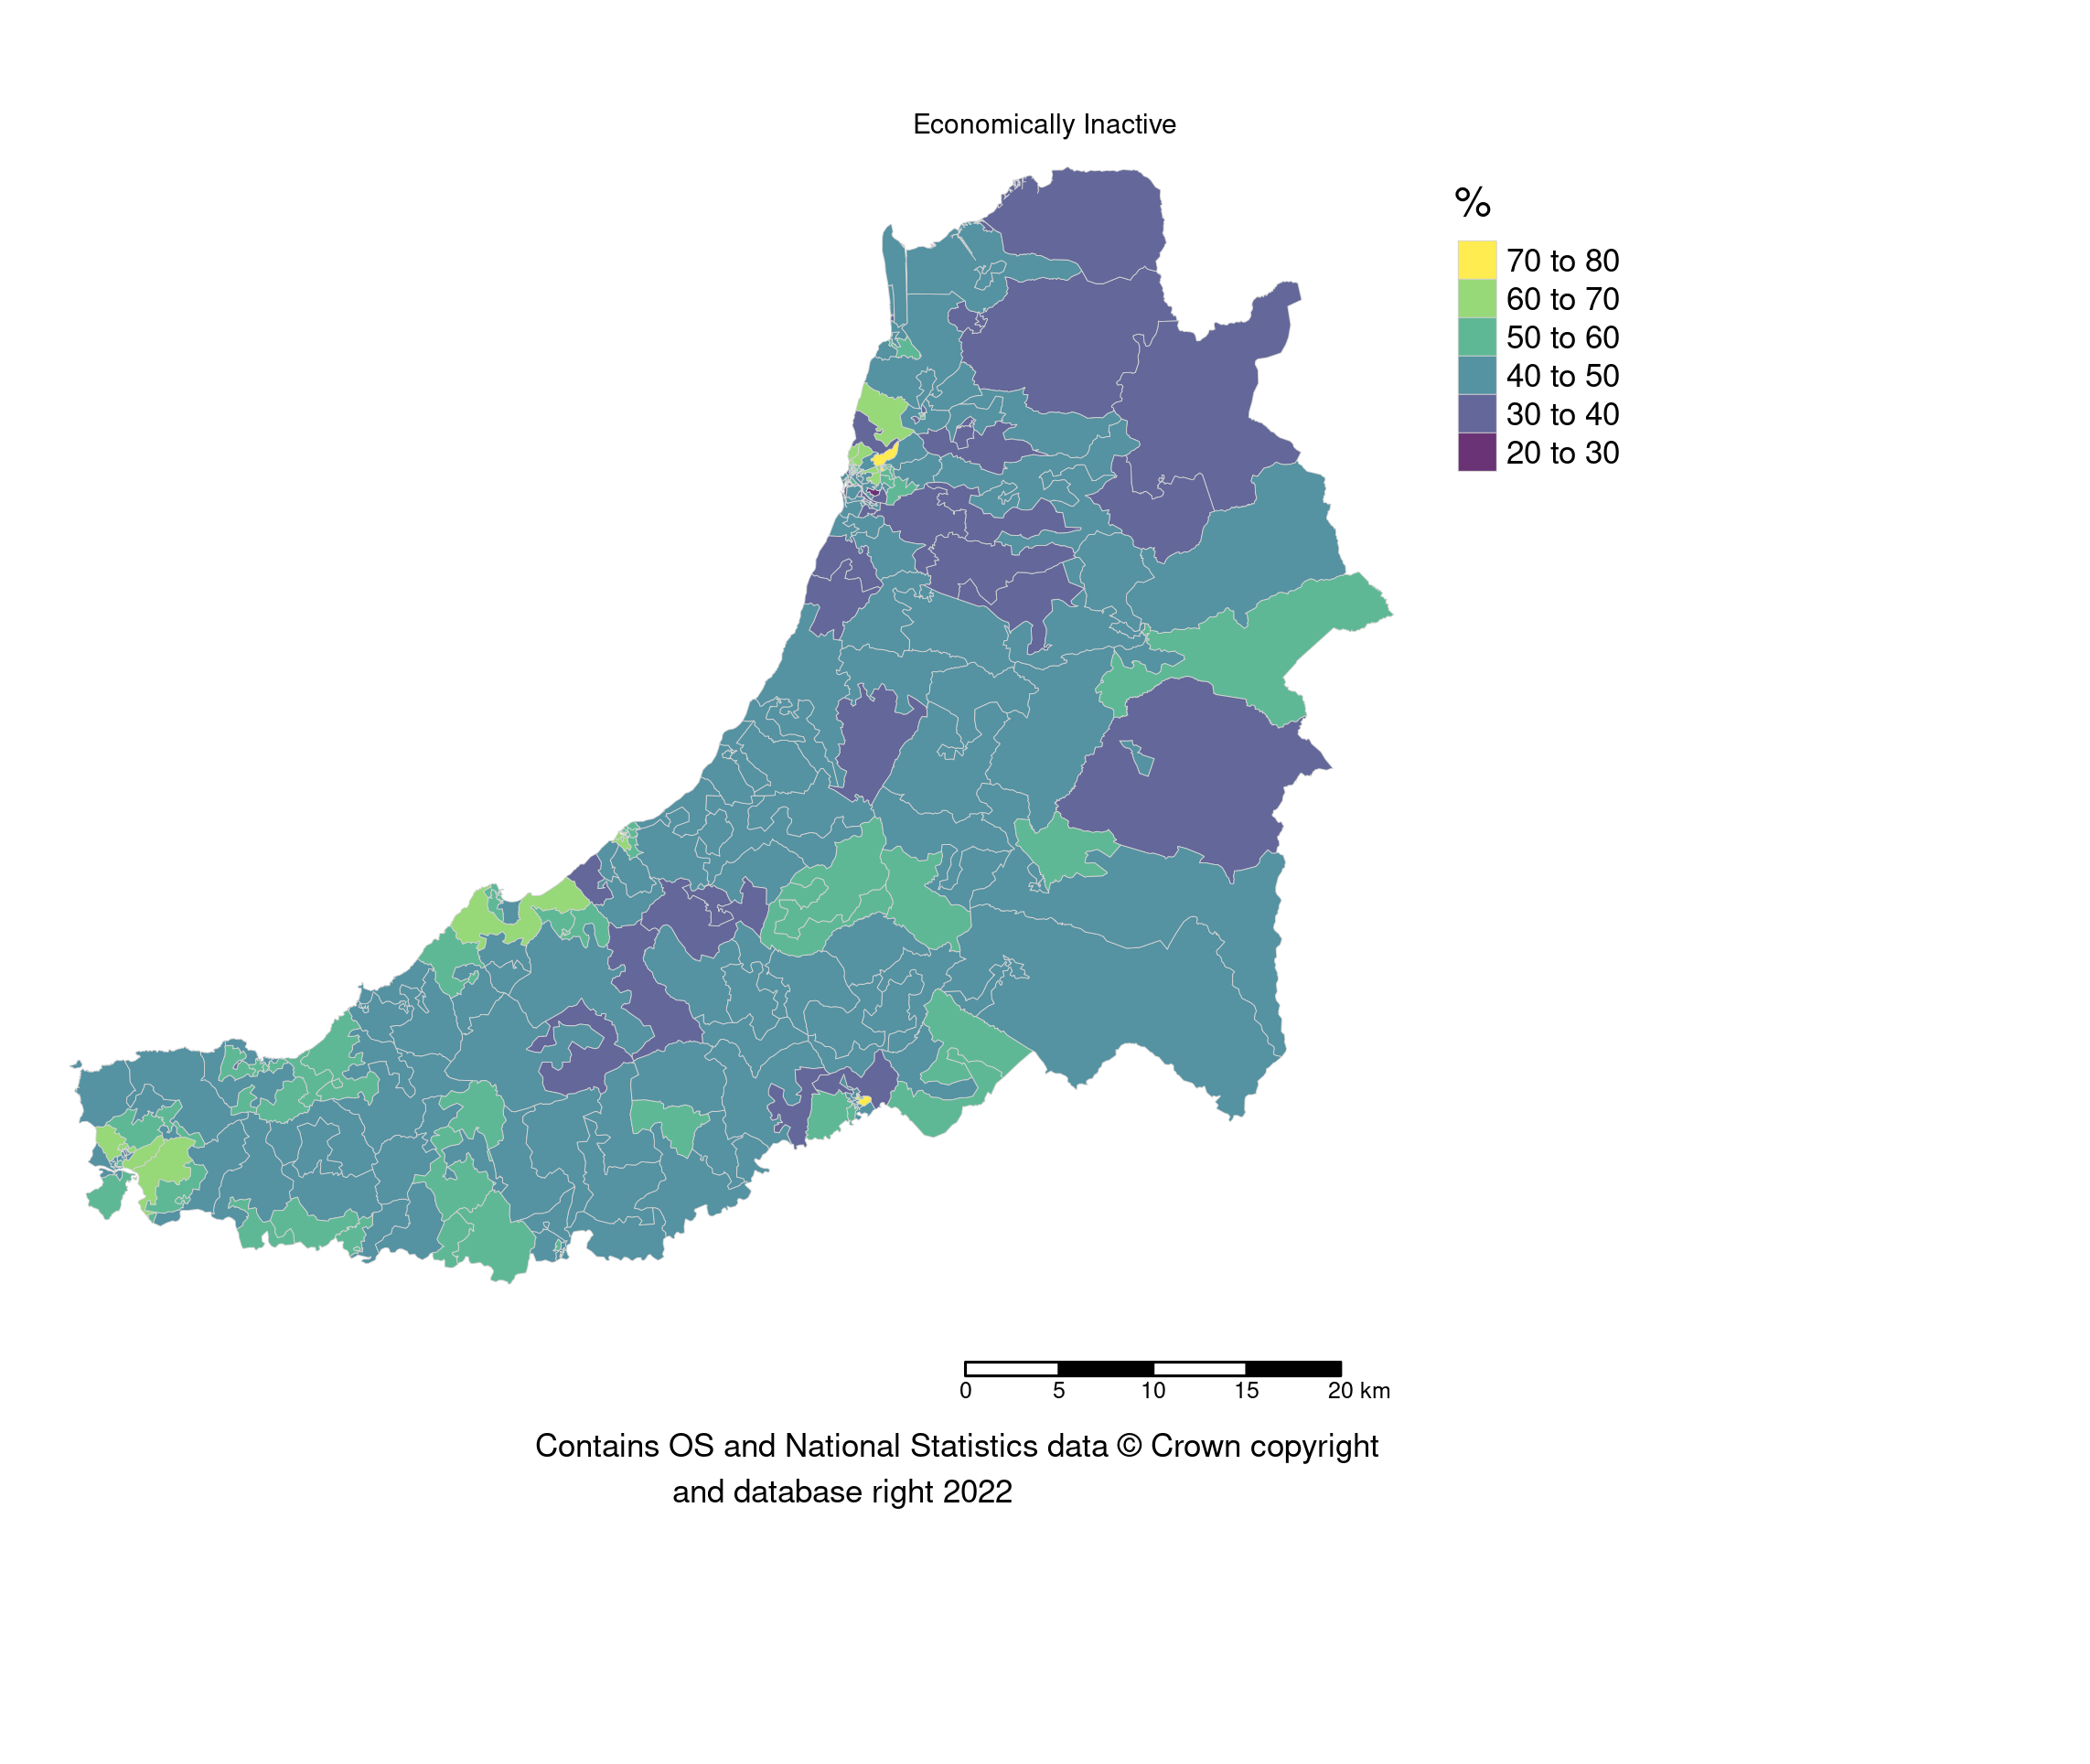 Economically Inactive
%
70 to 80
60 to 70
50 to 60
40 to 50
30 to 40
20 to 30
0 5 10 15 20 km
Contains OS and National Statistics data © Crown copyright
and database right 2022